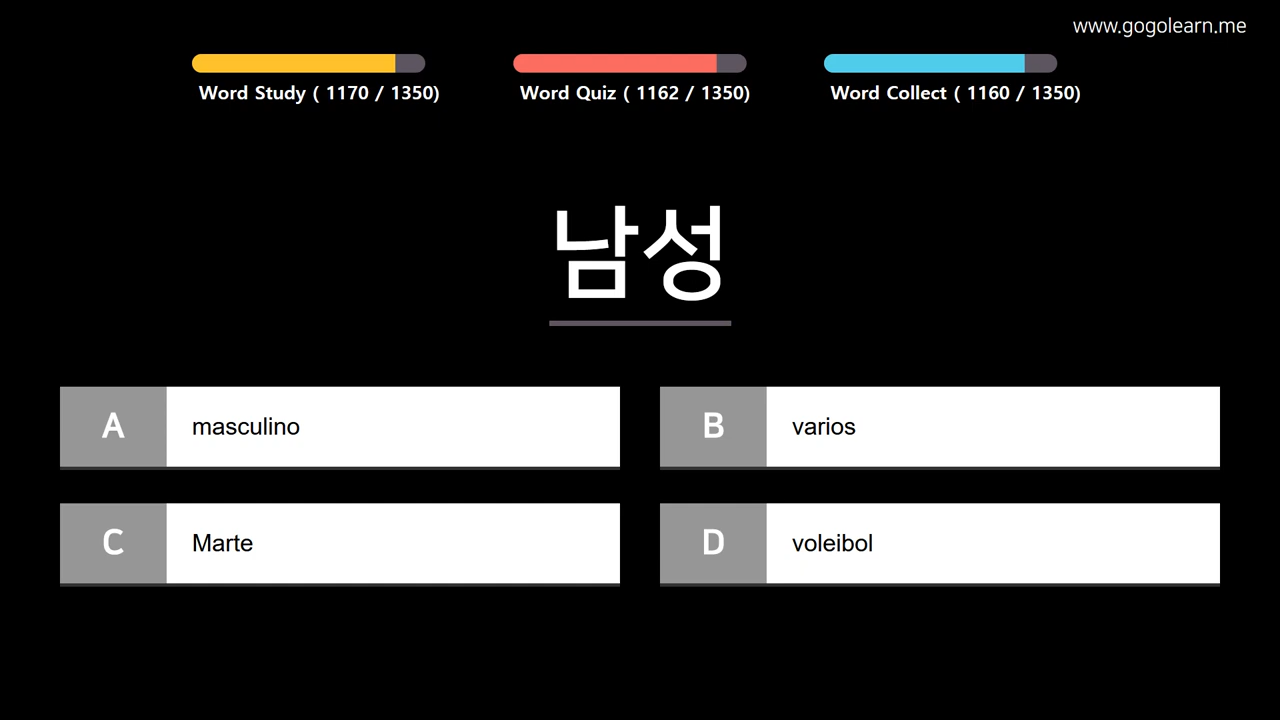 www.gogolearn.me
Word Study ( 1170 / 1350)
Word Quiz ( 1162 / 1350)
Word Collect ( 1160 / 1350)
남성
A masculino
B varios
C Marte
D voleibol